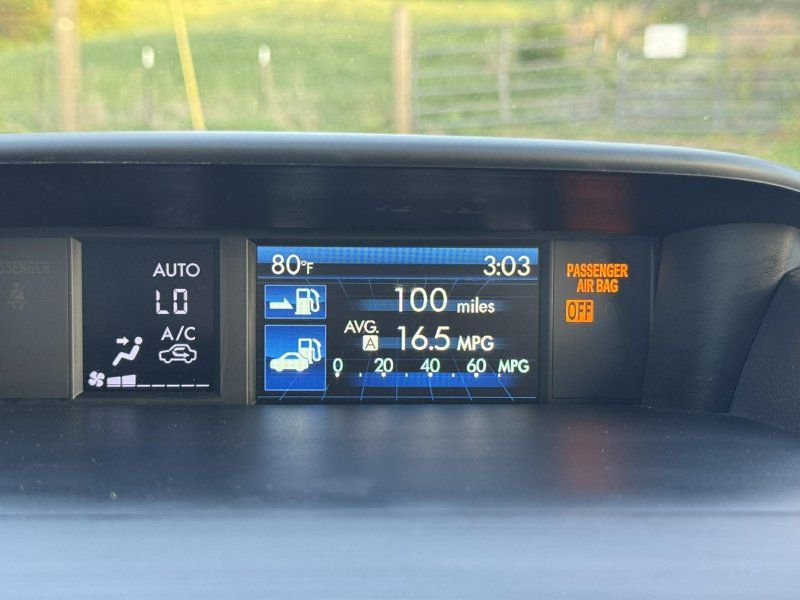 PASSENGER
AUTO
LO
A/C
80°F
3:03
100 miles
AVG.
A
16.5 MPG
0 20 40 60 MPG
PASSENGER
AIR BAG
OFF